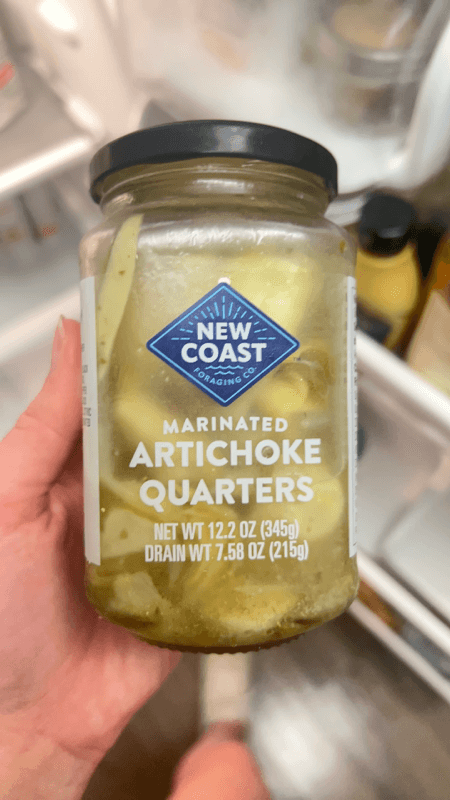 NEW
COAST
FORAGING CO.
MARINATED
ARTICHOKE
QUARTERS
NET WT 12.2 OZ (345g)
DRAIN WT 7.58 OZ (215g)